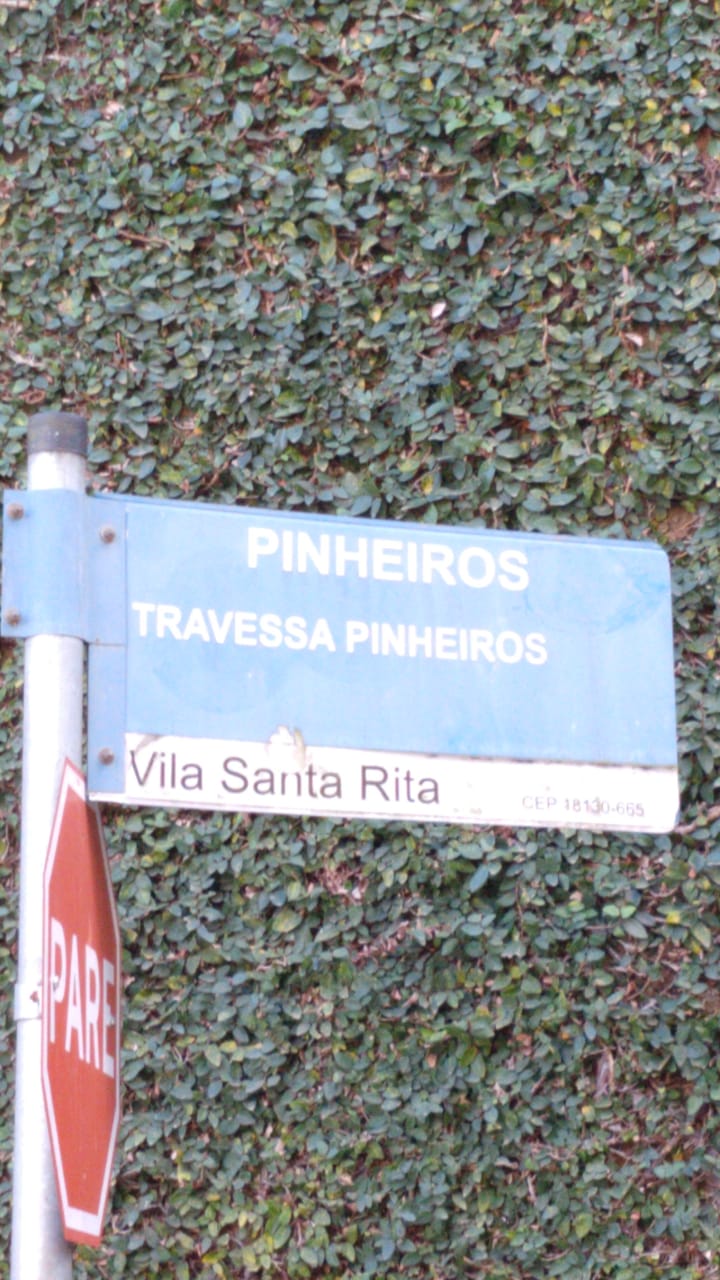 PINHEIROS
TRAVESSA PINHEIROS
Vila Santa Rita
CEP 18130-665
PARE